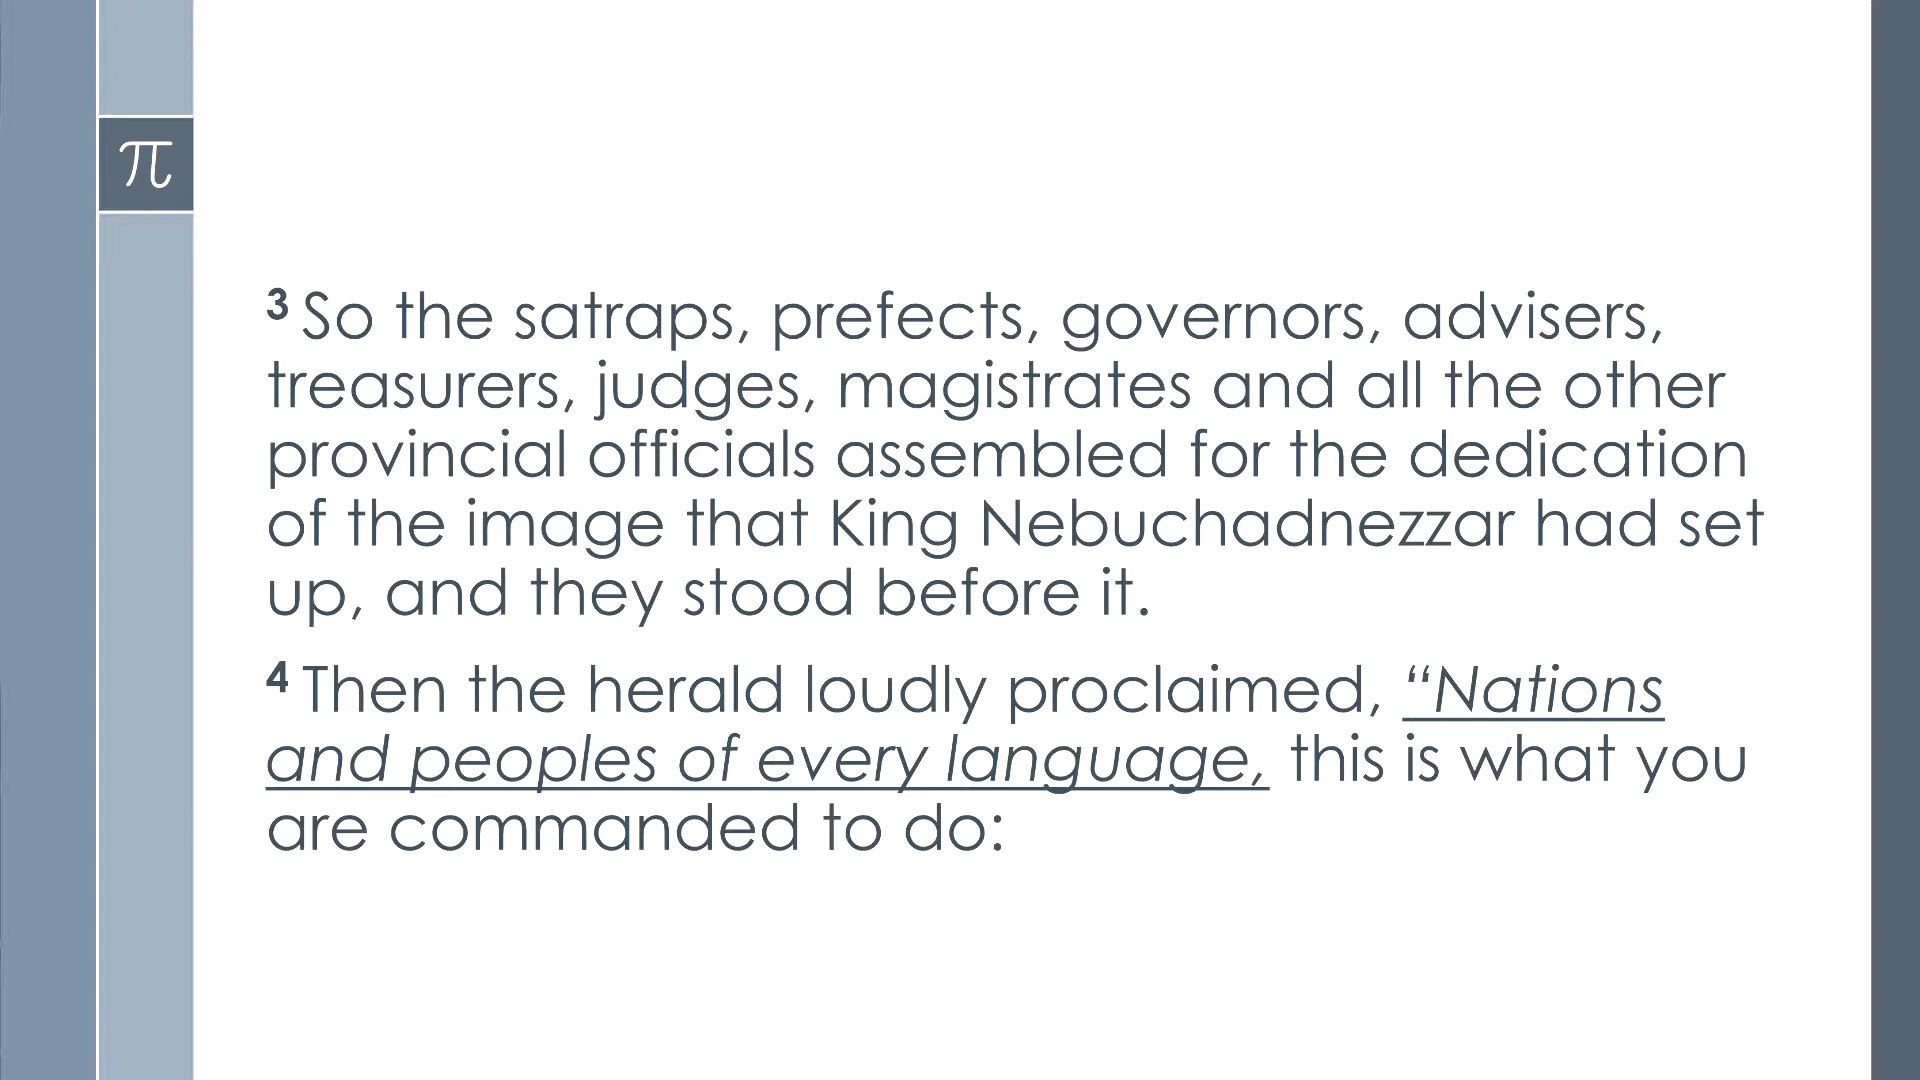 π
3 So the satraps, prefects, governors, advisers,
treasurers, judges, magistrates and all the other
provincial officials assembled for the dedication
of the image that King Nebuchadnezzar had set
up, and they stood before it.
4 Then the herald loudly proclaimed, “Nations
and peoples of every language, this is what you
are commanded to do: